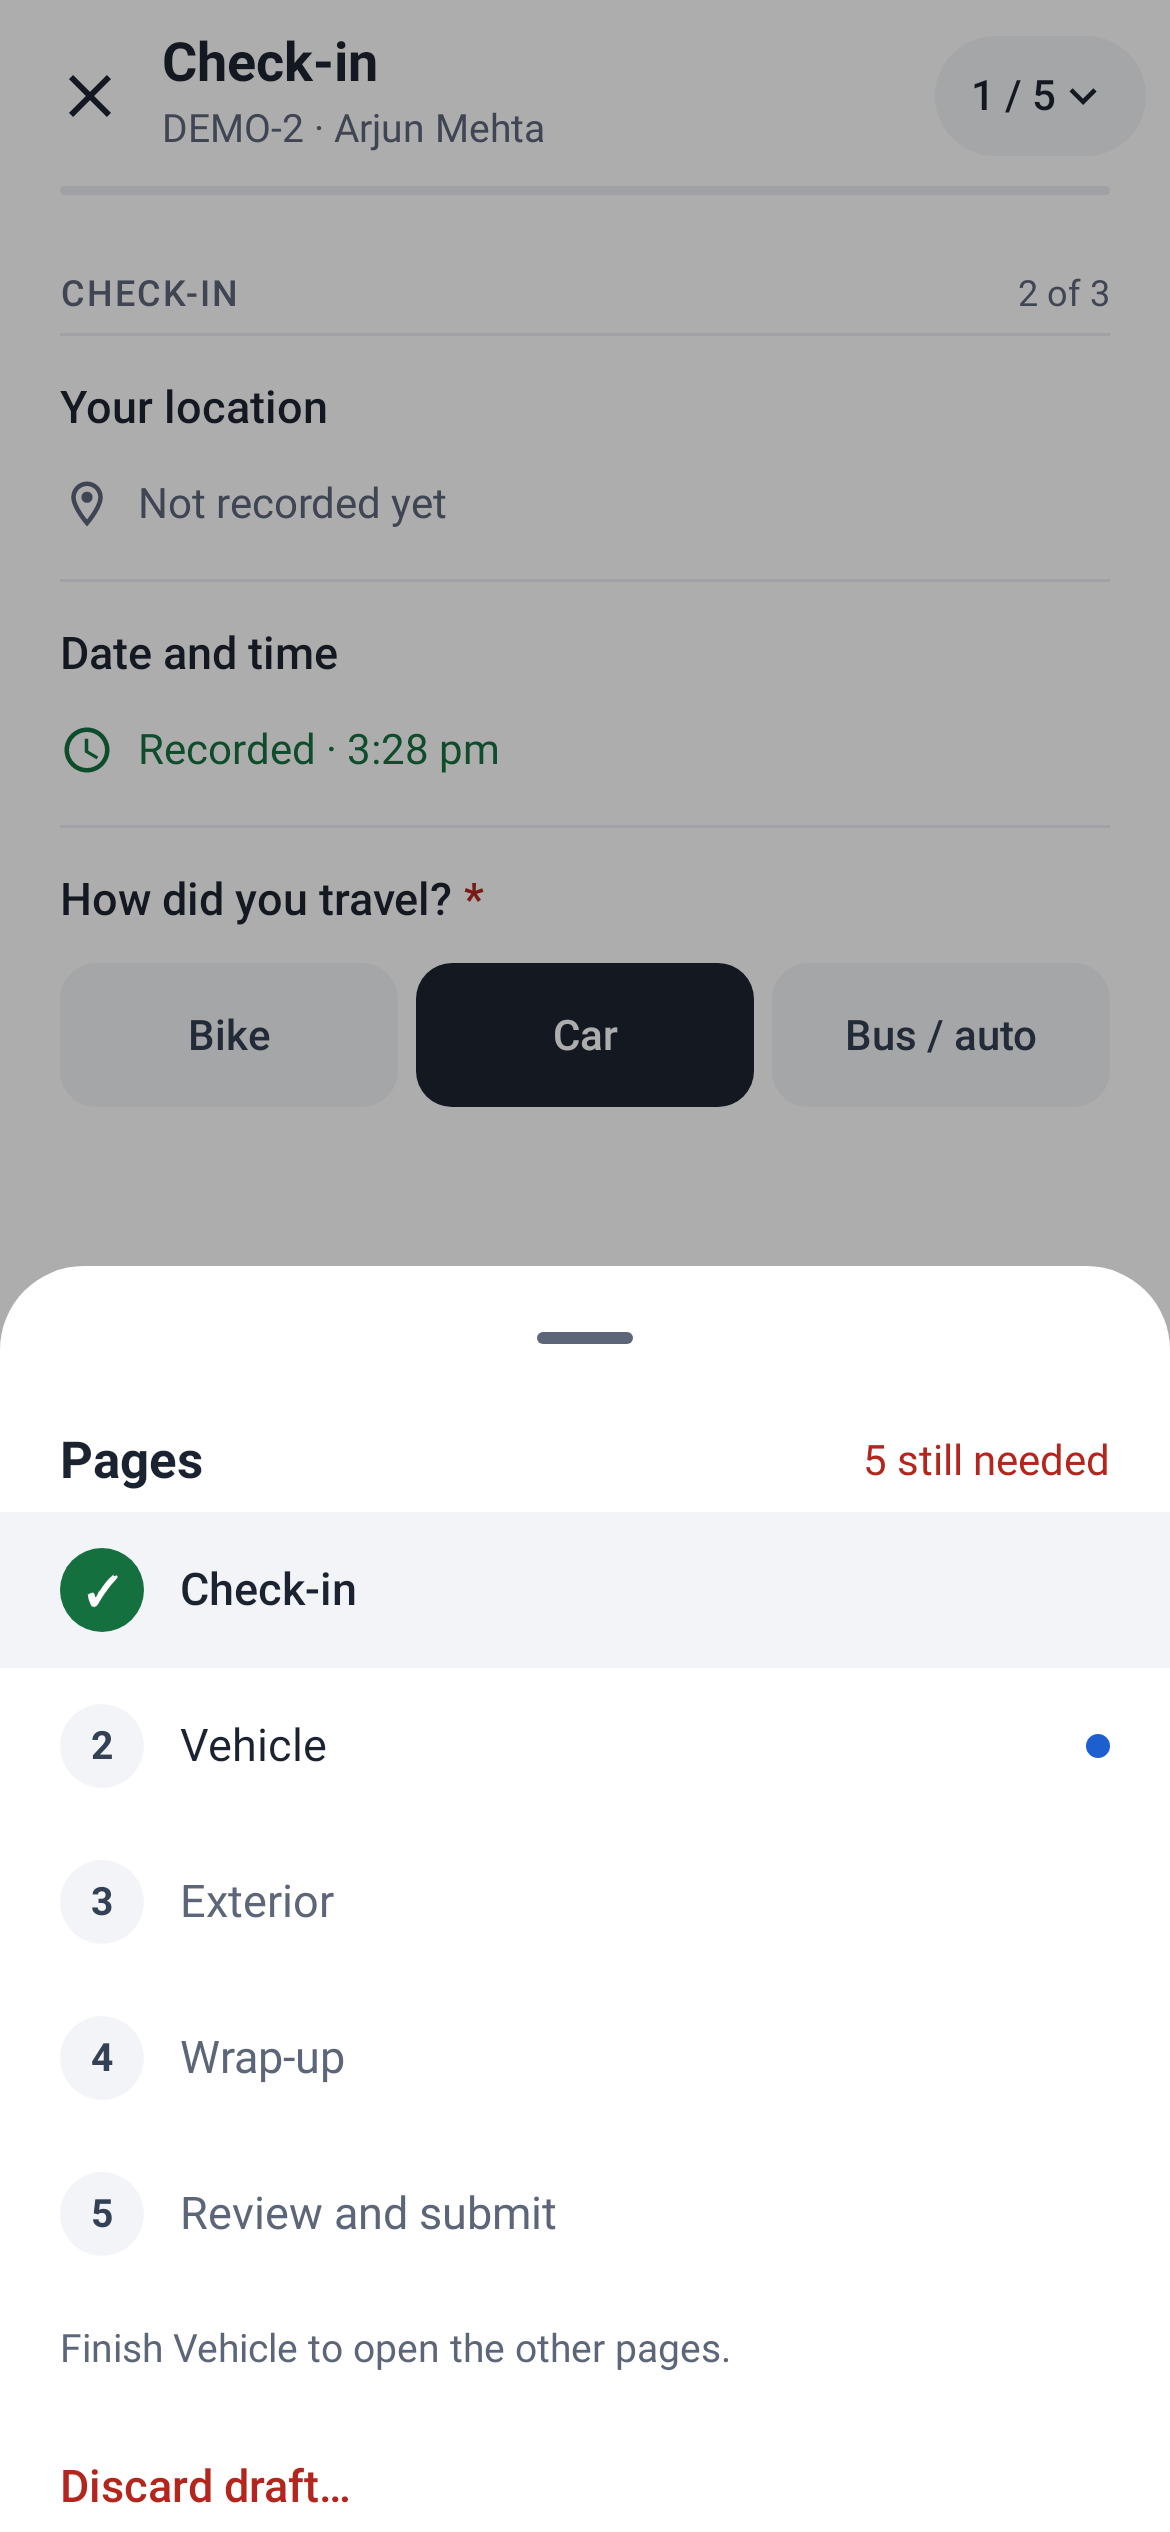 Check-in
DEMO-2 · Arjun Mehta
1 / 5
CHECK-IN
2 of 3
Your location
Not recorded yet
Date and time
Recorded · 3:28 pm
How did you travel? *
Bike
Car
Bus / auto
Pages
5 still needed
✓ Check-in
2 Vehicle
3 Exterior
4 Wrap-up
5 Review and submit
Finish Vehicle to open the other pages.
Discard draft…